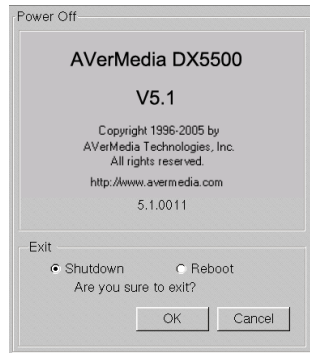 Power Off
AVerMedia DX5500
V5.1
Copyright 1996-2005 by
AVerMedia Technologies, Inc.
All rights reserved.
http://www.avermedia.com
5.1.0011
Exit
Shutdown Reboot
Are you sure to exit?
OK Cancel